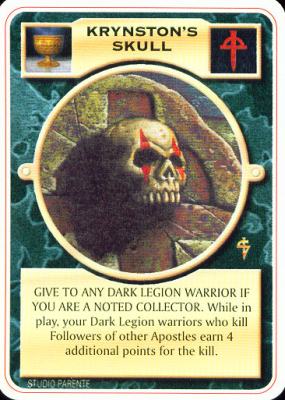 KRYNSTON'S
SKULL
GIVE TO ANY DARK LEGION WARRIOR IF
YOU ARE A NOTED COLLECTOR. While in
play, your Dark Legion warriors who kill
Followers of other Apostles earn 4
additional points for the kill.
STUDIO PARENTE